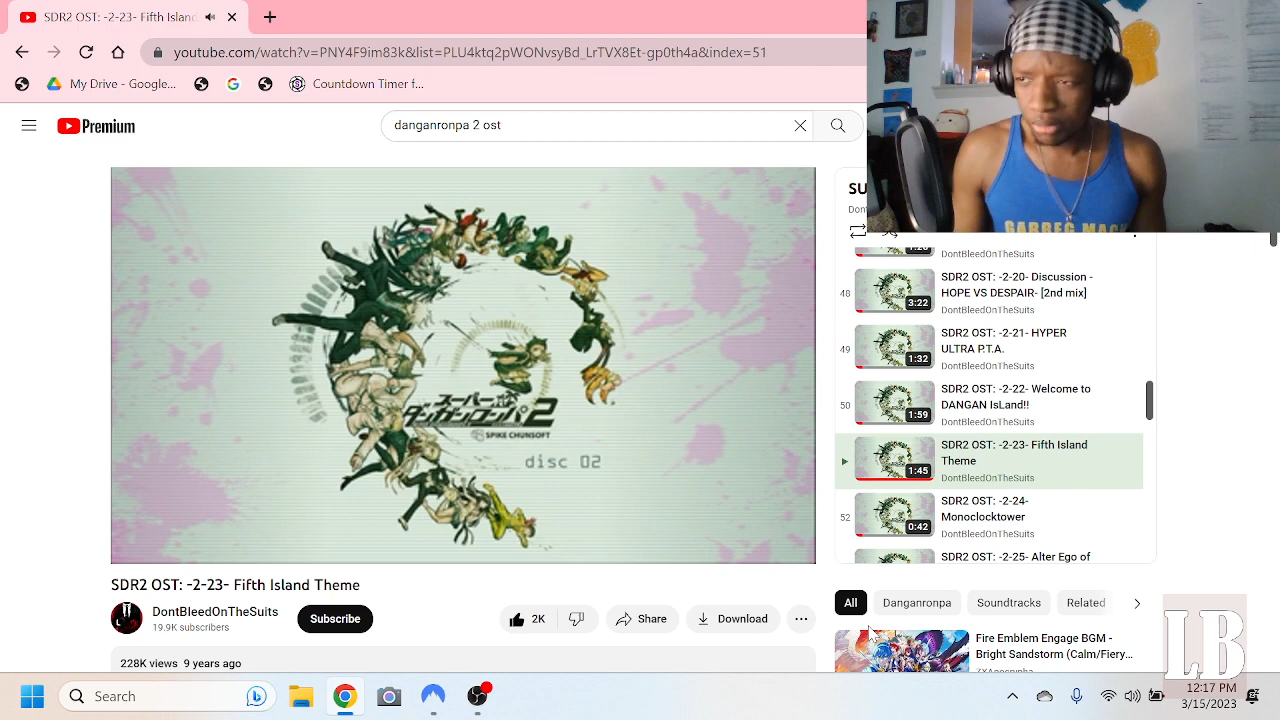 SDR2 OST: -2-23- Fifth Island
youtube.com/watch?v=PNY4F9im83k&list=PLU4ktq2pWONvsyBd_LrTVX8Et-gp0th4a&index=51
My Drive - Google...
Countdown Timer f...
Premium
danganronpa 2 ost
GARREG MACH
SU
Dont
スーパー
ダンガンロンパ2
SPIKE CHUNSOFT
disc 02
1:26
DontBleedOnTheSuits
48
3:22
SDR2 OST: -2-20- Discussion -
HOPE VS DESPAIR- [2nd mix]
DontBleedOnTheSuits
49
1:32
SDR2 OST: -2-21- HYPER
ULTRA P.T.A.
DontBleedOnTheSuits
50
1:59
SDR2 OST: -2-22- Welcome to
DANGAN IsLand!!
DontBleedOnTheSuits
1:45
SDR2 OST: -2-23- Fifth Island
Theme
DontBleedOnTheSuits
52
0:42
SDR2 OST: -2-24-
Monoclocktower
DontBleedOnTheSuits
SDR2 OST: -2-25- Alter Ego of
SDR2 OST: -2-23- Fifth Island Theme
DontBleedOnTheSuits
19.9K subscribers
Subscribe
2K
Share
Download
228K views 9 years ago
All
Danganronpa
Soundtracks
Related
Fire Emblem Engage BGM -
Bright Sandstorm (Calm/Fiery...
LB
Search
12:17 PM
3/15/2023